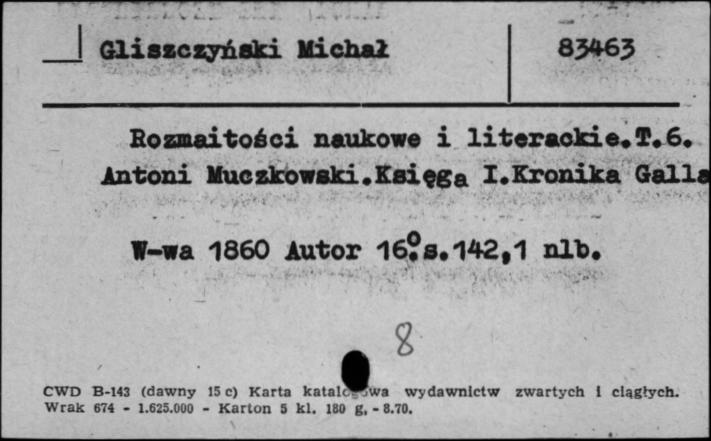 Gliszczyński Michał 83463
Rozmaitości naukowe i literackie.T.6.
Antoni Muczkowski.Księga I.Kronika Galla
W-wa 1860 Autor 16°.s.142,1 nlb.
8
CWD B-143 (dawny 15 c) Karta katalogowa wydawnictw zwartych i ciągłych.
Wrak 674 - 1.625.000 - Karton 5 kl. 180 g. - 8.70.